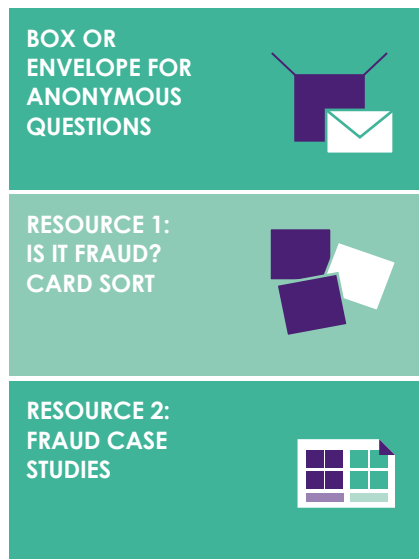 BOX OR
ENVELOPE FOR
ANONYMOUS
QUESTIONS
RESOURCE 1:
IS IT FRAUD?
CARD SORT
RESOURCE 2:
FRAUD CASE
STUDIES